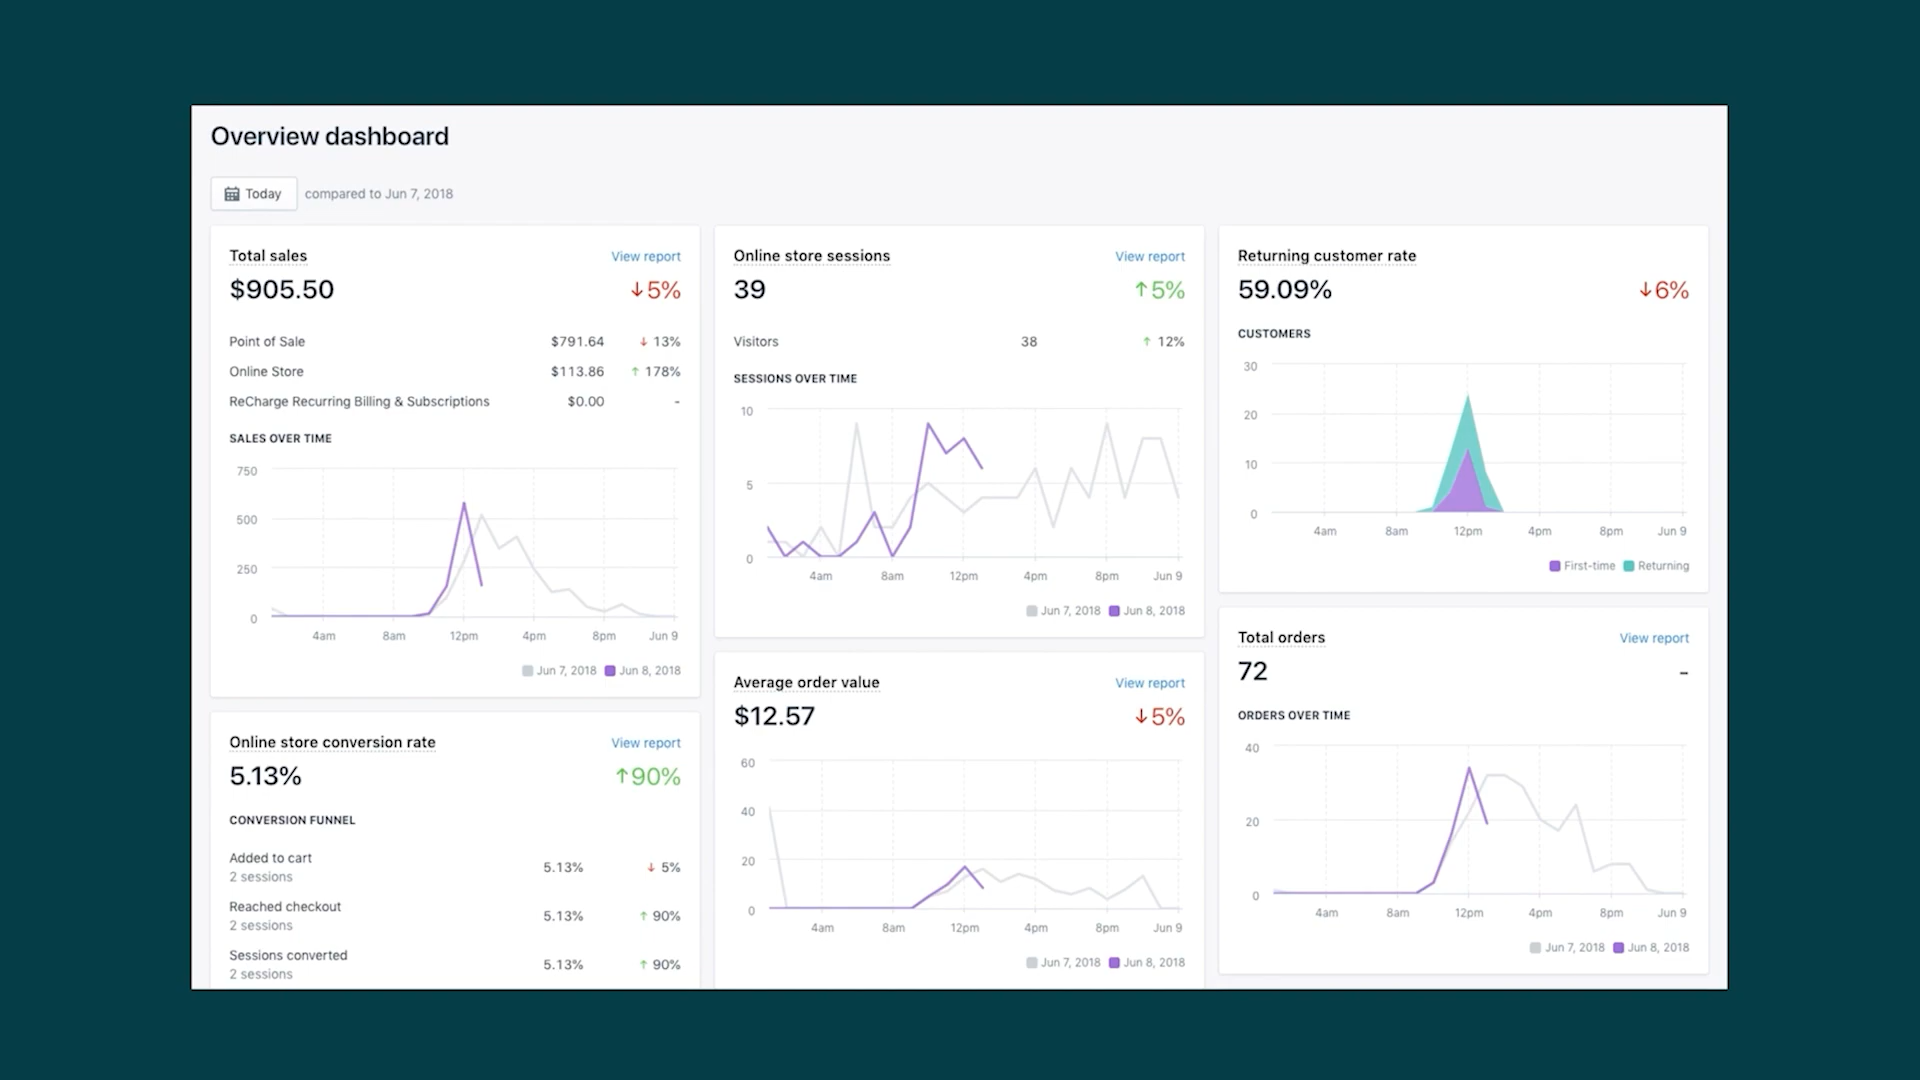 Overview dashboard
Today compared to Jun 7, 2018
Total sales View report
$905.50 ↓5%
Point of Sale $791.64 ↓ 13%
Online Store $113.86 ↑ 178%
ReCharge Recurring Billing & Subscriptions $0.00 -
SALES OVER TIME
750
500
250
0
4am 8am 12pm 4pm 8pm Jun 9
Jun 7, 2018 Jun 8, 2018
Online store conversion rate View report
5.13% ↑90%
CONVERSION FUNNEL
Added to cart 5.13% ↓ 5%
2 sessions
Reached checkout 5.13% ↑ 90%
2 sessions
Sessions converted 5.13% ↑ 90%
2 sessions
Online store sessions View report
39 ↑5%
Visitors 38 ↑ 12%
SESSIONS OVER TIME
10
5
0
4am 8am 12pm 4pm 8pm Jun 9
Jun 7, 2018 Jun 8, 2018
Average order value View report
$12.57 ↓5%
60
40
20
0
4am 8am 12pm 4pm 8pm Jun 9
Jun 7, 2018 Jun 8, 2018
Returning customer rate
59.09% ↓6%
CUSTOMERS
30
20
10
0
4am 8am 12pm 4pm 8pm Jun 9
First-time Returning
Total orders View report
72 -
ORDERS OVER TIME
40
20
0
4am 8am 12pm 4pm 8pm Jun 9
Jun 7, 2018 Jun 8, 2018